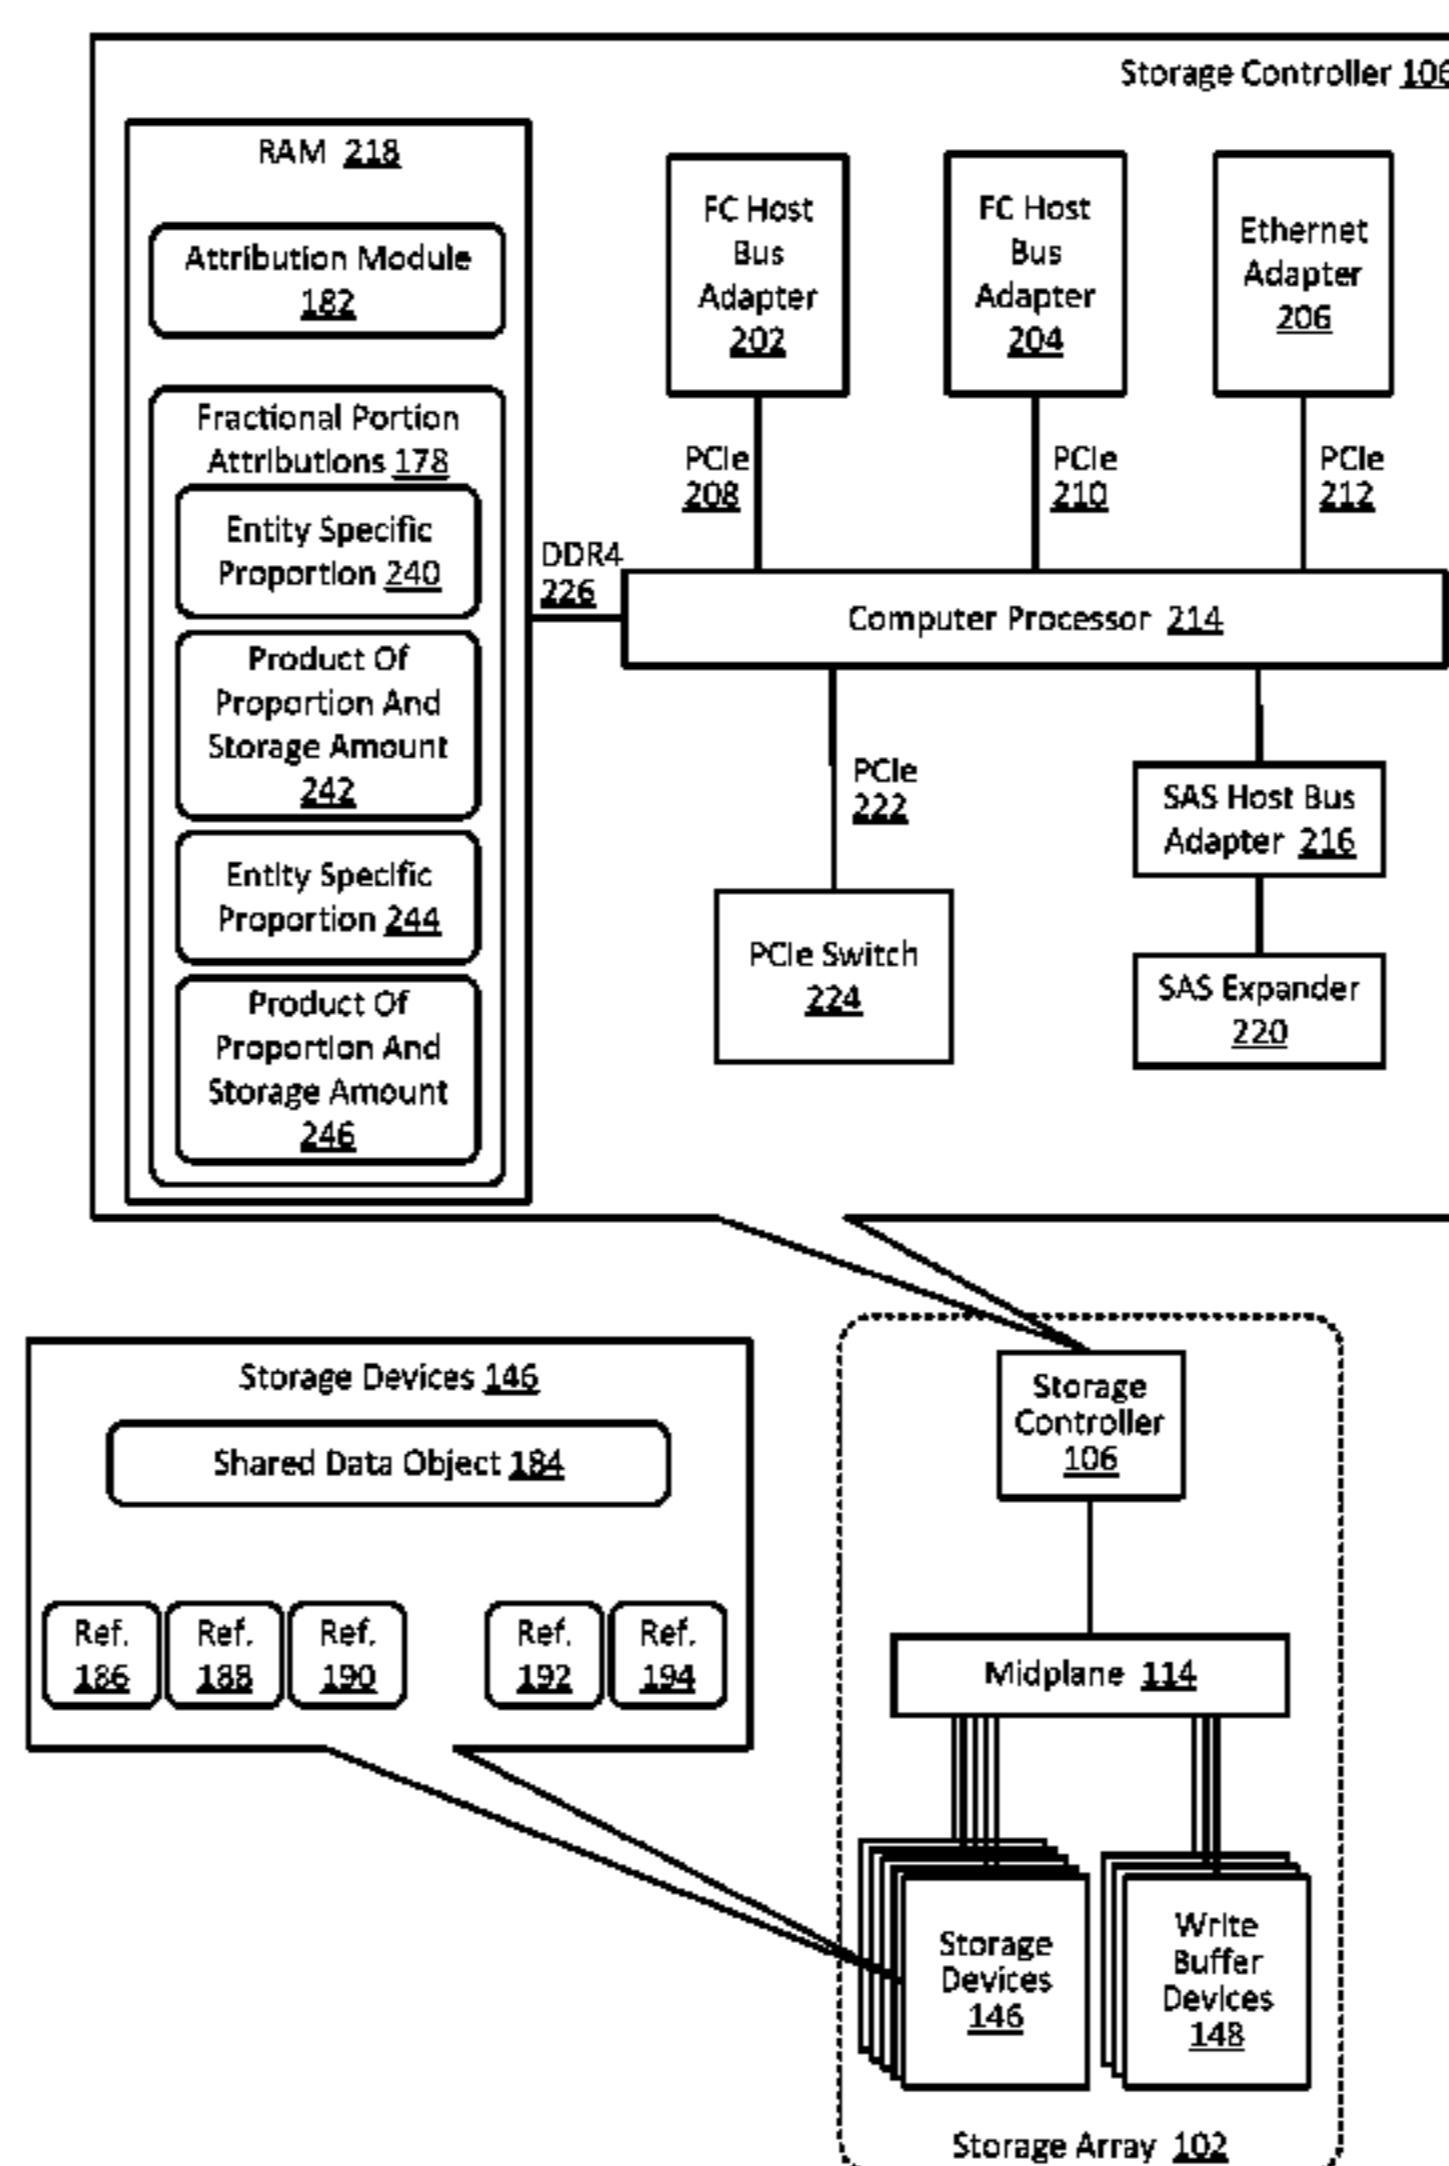 Storage Controller 106
RAM 218
Attribution Module
182
Fractional Portion
Attributions 178
Entity Specific
Proportion 240
Product Of
Proportion And
Storage Amount
242
Entity Specific
Proportion 244
Product Of
Proportion And
Storage Amount
246
DDR4
226
FC Host
Bus
Adapter
202
FC Host
Bus
Adapter
204
Ethernet
Adapter
206
PCIe
208
PCIe
210
PCIe
212
Computer Processor 214
PCIe
222
PCIe Switch
224
SAS Host Bus
Adapter 216
SAS Expander
220
Storage Devices 146
Shared Data Object 184
Ref.
186
Ref.
188
Ref.
190
Ref.
192
Ref.
194
Storage
Controller
106
Midplane 114
Storage
Devices
146
Write
Buffer
Devices
148
Storage Array 102